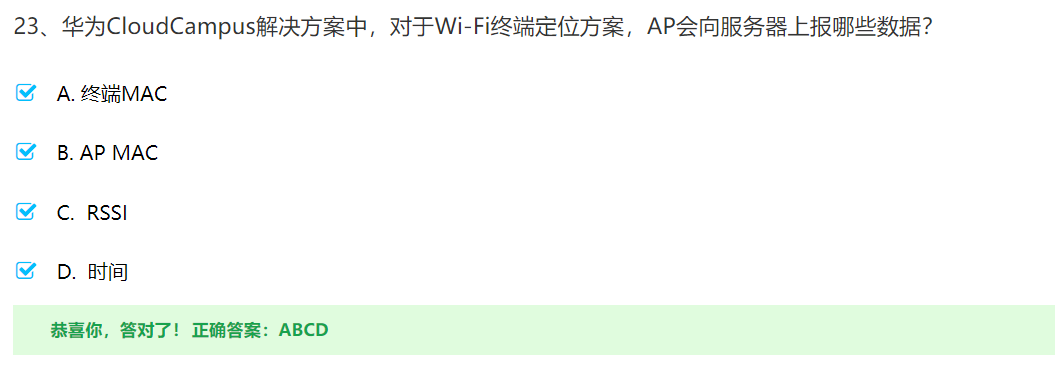 23、华为CloudCampus解决方案中，对于Wi-Fi终端定位方案，AP会向服务器上报哪些数据？
A. 终端MAC
B. AP MAC
C. RSSI
D. 时间
恭喜你，答对了！正确答案：ABCD